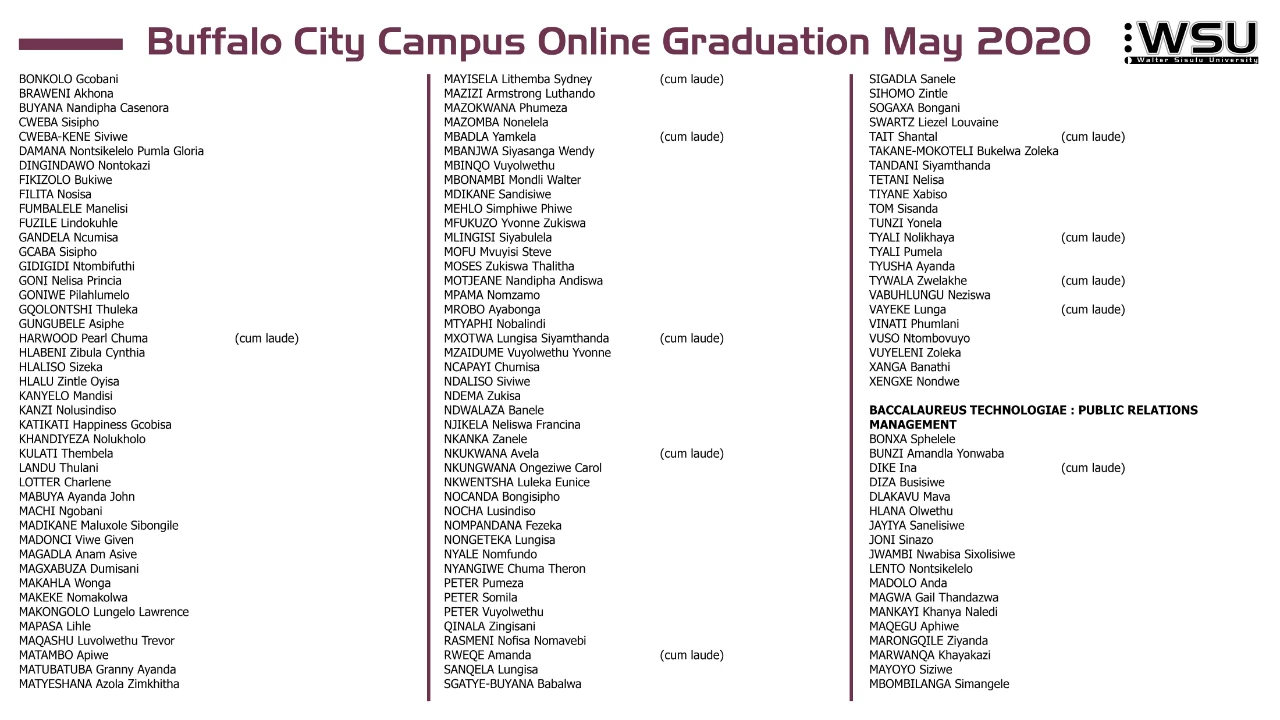 Buffalo City Campus Online Graduation May 2020
WSU
Walter Sisulu University
BONKOLO Gcobani
BRAWENI Akhona
BUYANA Nandipha Casenora
CWEBA Sisipho
CWEBA-KENE Siviwe
DAMANA Nontsikelelo Pumla Gloria
DINGINDAWO Nontokazi
FIKIZOLO Bukiwe
FILITA Nosisa
FUMBALELE Manelisi
FUZILE Lindokuhle
GANDELA Ncumisa
GCABA Sisipho
GIDIGIDI Ntombifuthi
GONI Nelisa Princia
GONIWE Pilahlumelo
GQOLONTSHI Thuleka
GUNGUBELE Asiphe
HARWOOD Pearl Chuma (cum laude)
HLABENI Zibula Cynthia
HLALISO Sizeka
HLALU Zintle Oyisa
KANYELO Mandisi
KANZI Nolusindiso
KATIKATI Happiness Gcobisa
KHANDIYEZA Nolukholo
KULATI Thembela
LANDU Thulani
LOTTER Charlene
MABUYA Ayanda John
MACHI Ngobani
MADIKANE Maluxole Sibongile
MADONCI Viwe Given
MAGADLA Anam Asive
MAGXABUZA Dumisani
MAKAHLA Wonga
MAKEKE Nomakolwa
MAKONGOLO Lungelo Lawrence
MAPASA Lihle
MAQASHU Luvolwethu Trevor
MATAMBO Apiwe
MATUBATUBA Granny Ayanda
MATYESHANA Azola Zimkhitha
MAYISELA Lithemba Sydney (cum laude)
MAZIZI Armstrong Luthando
MAZOKWANA Phumeza
MAZOMBA Nonelela
MBADLA Yamkela (cum laude)
MBANJWA Siyasanga Wendy
MBINQO Vuyolwethu
MBONAMBI Mondli Walter
MDIKANE Sandisiwe
MEHLO Simphiwe Phiwe
MFUKUZO Yvonne Zukiswa
MLINGISI Siyabulela
MOFU Mvuyisi Steve
MOSES Zukiswa Thalitha
MOTJEANE Nandipha Andiswa
MPAMA Nomzamo
MROBO Ayabonga
MTYAPHI Nobalindi
MXOTWA Lungisa Siyamthanda (cum laude)
MZAIDUME Vuyolwethu Yvonne
NCAPAYI Chumisa
NDALISO Siviwe
NDEMA Zukisa
NDWALAZA Banele
NJIKELA Neliswa Francina
NKANKA Zanele
NKUKWANA Avela (cum laude)
NKUNGWANA Ongeziwe Carol
NKWENTSHA Luleka Eunice
NOCANDA Bongisipho
NOCHA Lusindiso
NOMPANDANA Fezeka
NONGETEKA Lungisa
NYALE Nomfundo
NYANGIWE Chuma Theron
PETER Pumeza
PETER Somila
PETER Vuyolwethu
QINALA Zingisani
RASMENI Nofisa Nomavebi
RWEQE Amanda (cum laude)
SANQELA Lungisa
SGATYE-BUYANA Babalwa
SIGADLA Sanele
SIHOMO Zintle
SOGAXA Bongani
SWARTZ Liezel Louvaine
TAIT Shantal (cum laude)
TAKANE-MOKOTELI Bukelwa Zoleka
TANDANI Siyamthanda
TETANI Nelisa
TIYANE Xabiso
TOM Sisanda
TUNZI Yonela
TYALI Nolikhaya (cum laude)
TYALI Pumela
TYUSHA Ayanda
TYWALA Zwelakhe (cum laude)
VABUHLUNGU Neziswa
VAYEKE Lunga (cum laude)
VINATI Phumlani
VUSO Ntombovuyo
VUYELENI Zoleka
XANGA Banathi
XENGXE Nondwe
BACCALAUREUS TECHNOLOGIAE : PUBLIC RELATIONS
MANAGEMENT
BONXA Sphelele
BUNZI Amandla Yonwaba
DIKE Ina (cum laude)
DIZA Busisiwe
DLAKAVU Mava
HLANA Olwethu
JAYIYA Sanelisiwe
JONI Sinazo
JWAMBI Nwabisa Sixolisiwe
LENTO Nontsikelelo
MADOLO Anda
MAGWA Gail Thandazwa
MANKAYI Khanya Naledi
MAQEGU Aphiwe
MARONGQILE Ziyanda
MARWANQA Khayakazi
MAYOYO Siziwe
MBOMBILANGA Simangele